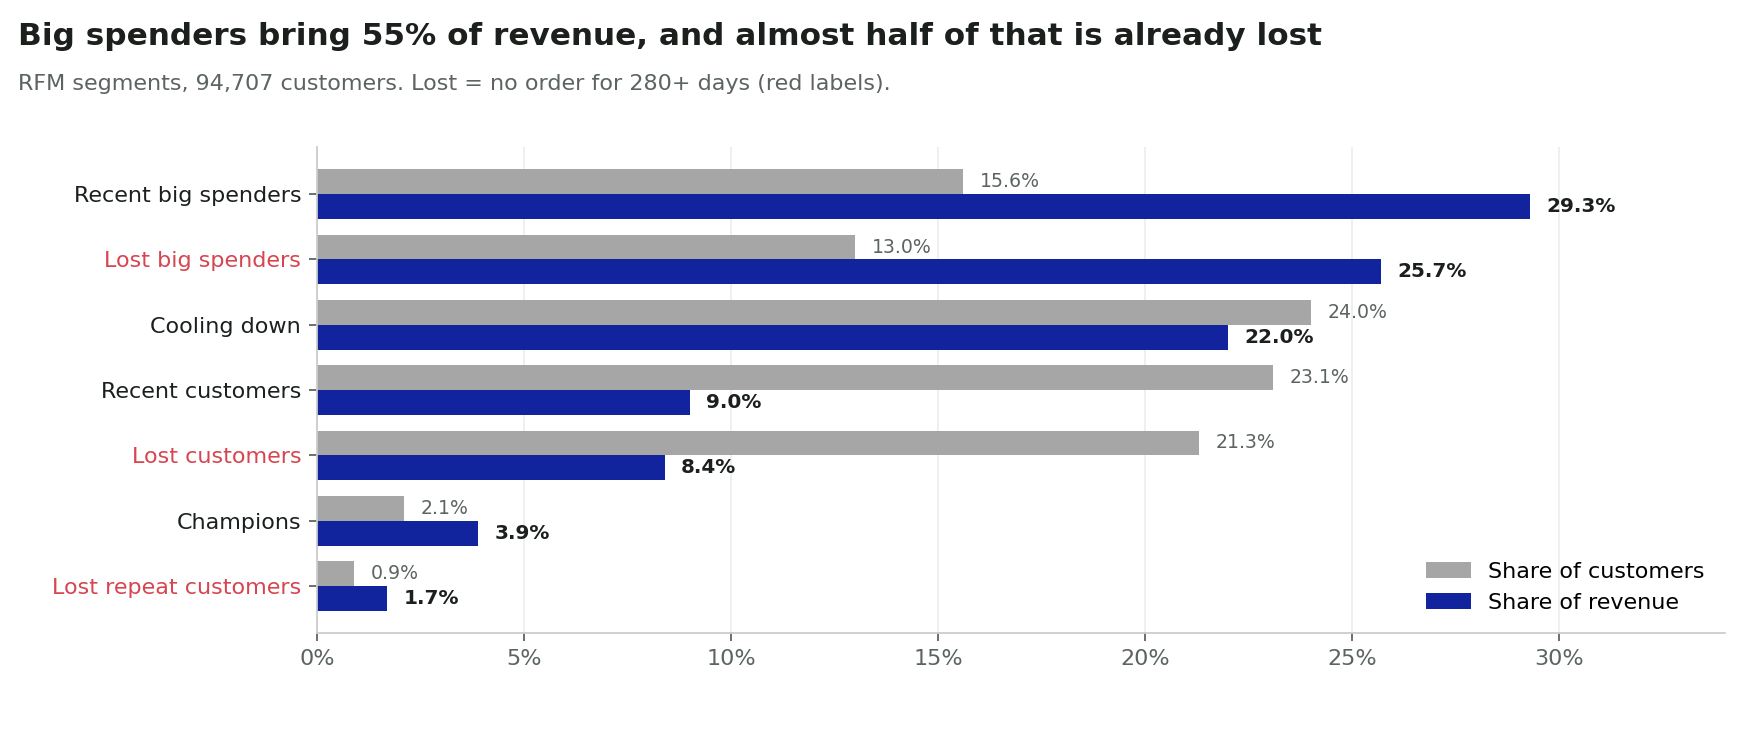 Big spenders bring 55% of revenue, and almost half of that is already lost
RFM segments, 94,707 customers. Lost = no order for 280+ days (red labels).
Recent big spenders
15.6%
29.3%
Lost big spenders
13.0%
25.7%
Cooling down
24.0%
22.0%
Recent customers
23.1%
9.0%
Lost customers
21.3%
8.4%
Champions
2.1%
3.9%
Lost repeat customers
0.9%
1.7%
Share of customers
Share of revenue
0% 5% 10% 15% 20% 25% 30%